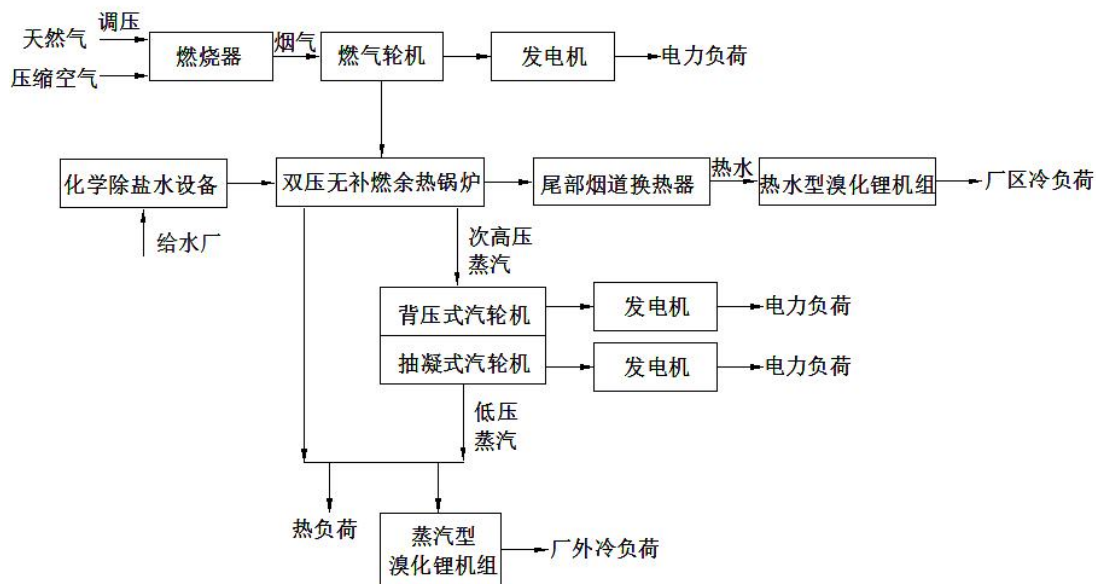 天然气
调压
压缩空气
燃烧器
烟气
燃气轮机
发电机
电力负荷
化学除盐水设备
给水厂
双压无补燃余热锅炉
尾部烟道换热器
热水
热水型溴化锂机组
厂区冷负荷
次高压
蒸汽
背压式汽轮机
发电机
电力负荷
抽凝式汽轮机
发电机
电力负荷
低压
蒸汽
热负荷
蒸汽型
溴化锂机组
厂外冷负荷